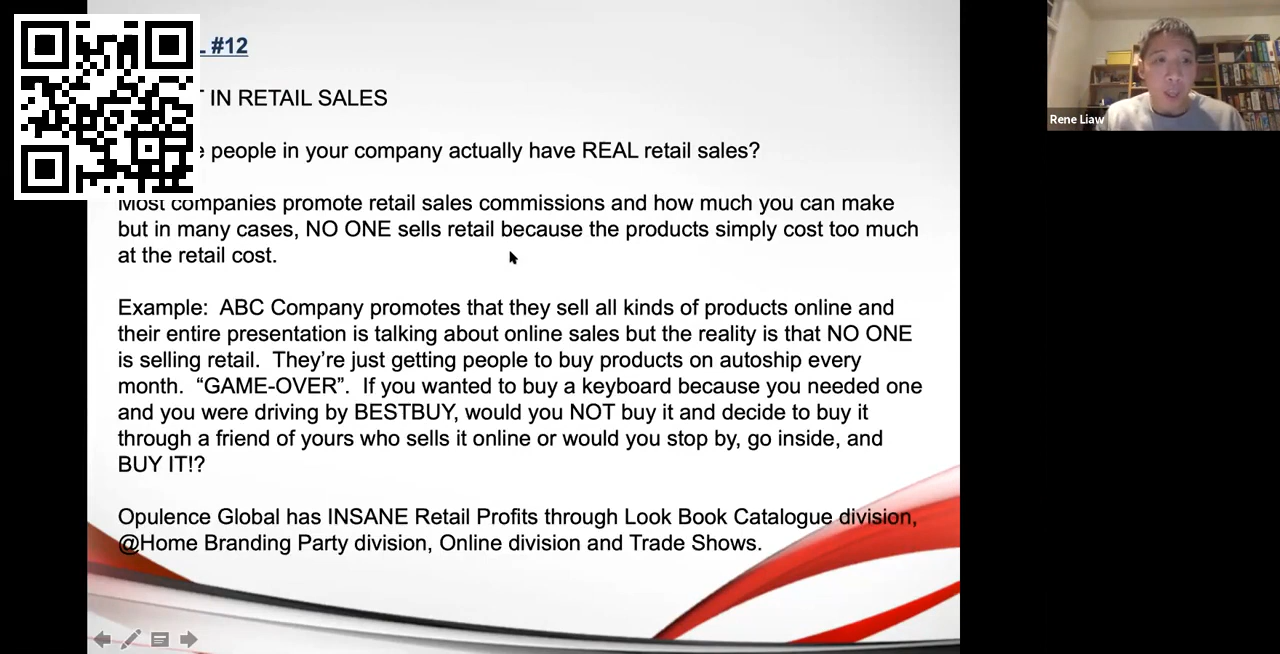 #12
IN RETAIL SALES
people in your company actually have REAL retail sales?
Most companies promote retail sales commissions and how much you can make
but in many cases, NO ONE sells retail because the products simply cost too much
at the retail cost.
Example: ABC Company promotes that they sell all kinds of products online and
their entire presentation is talking about online sales but the reality is that NO ONE
is selling retail. They’re just getting people to buy products on autoship every
month. “GAME-OVER”. If you wanted to buy a keyboard because you needed one
and you were driving by BESTBUY, would you NOT buy it and decide to buy it
through a friend of yours who sells it online or would you stop by, go inside, and
BUY IT!?
Opulence Global has INSANE Retail Profits through Look Book Catalogue division,
@Home Branding Party division, Online division and Trade Shows.
Rene Liaw